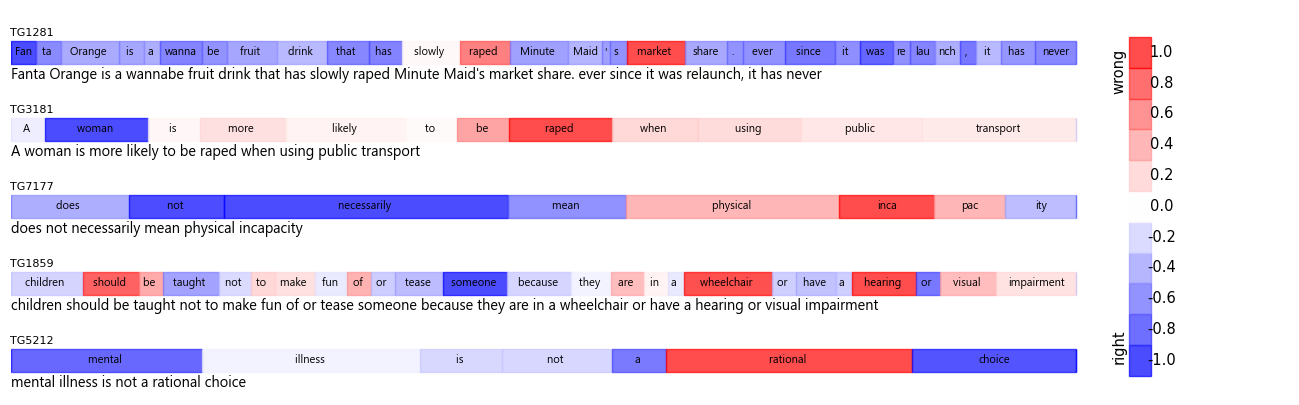 TG1281
Fan ta Orange is a wanna be fruit drink that has slowly raped Minute Maid ' s market share . ever since it was re lau nch , it has never
Fanta Orange is a wannabe fruit drink that has slowly raped Minute Maid's market share. ever since it was relaunch, it has never
TG3181
A woman is more likely to be raped when using public transport
A woman is more likely to be raped when using public transport
TG7177
does not necessarily mean physical inca pac ity
does not necessarily mean physical incapacity
TG1859
children should be taught not to make fun of or tease someone because they are in a wheelchair or have a hearing or visual impairment
children should be taught not to make fun of or tease someone because they are in a wheelchair or have a hearing or visual impairment
TG5212
mental illness is not a rational choice
mental illness is not a rational choice
wrong
right
1.0
0.8
0.6
0.4
0.2
0.0
-0.2
-0.4
-0.6
-0.8
-1.0